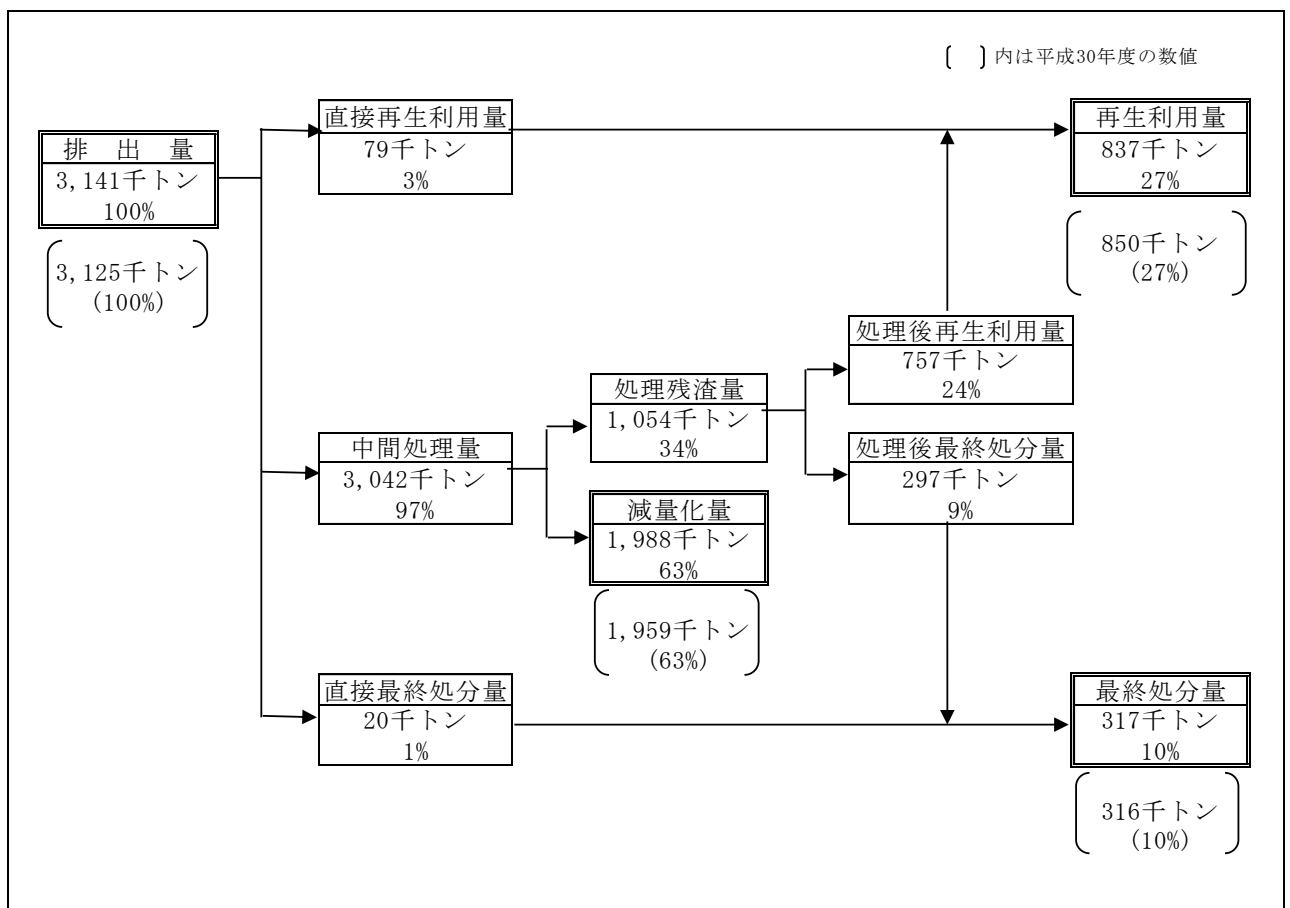 〔　〕内は平成30年度の数値
排　出　量
3,141千トン
100%
3,125千トン
(100%)
直接再生利用量
79千トン
3%
中間処理量
3,042千トン
97%
直接最終処分量
20千トン
1%
処理残渣量
1,054千トン
34%
減量化量
1,988千トン
63%
1,959千トン
(63%)
処理後再生利用量
757千トン
24%
処理後最終処分量
297千トン
9%
再生利用量
837千トン
27%
850千トン
(27%)
最終処分量
317千トン
10%
316千トン
(10%)